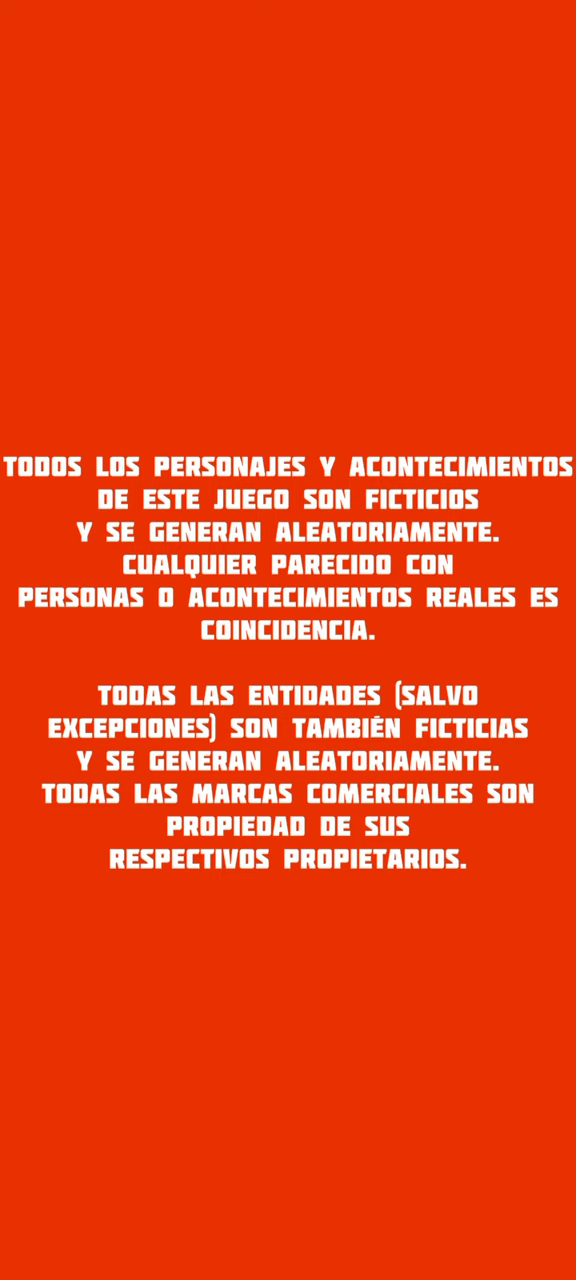 TODOS LOS PERSONAJES Y ACONTECIMIENTOS
DE ESTE JUEGO SON FICTICIOS
Y SE GENERAN ALEATORIAMENTE.
CUALQUIER PARECIDO CON
PERSONAS O ACONTECIMIENTOS REALES ES
COINCIDENCIA.
TODAS LAS ENTIDADES (SALVO
EXCEPCIONES) SON TAMBIÉN FICTICIAS
Y SE GENERAN ALEATORIAMENTE.
TODAS LAS MARCAS COMERCIALES SON
PROPIEDAD DE SUS
RESPECTIVOS PROPIETARIOS.